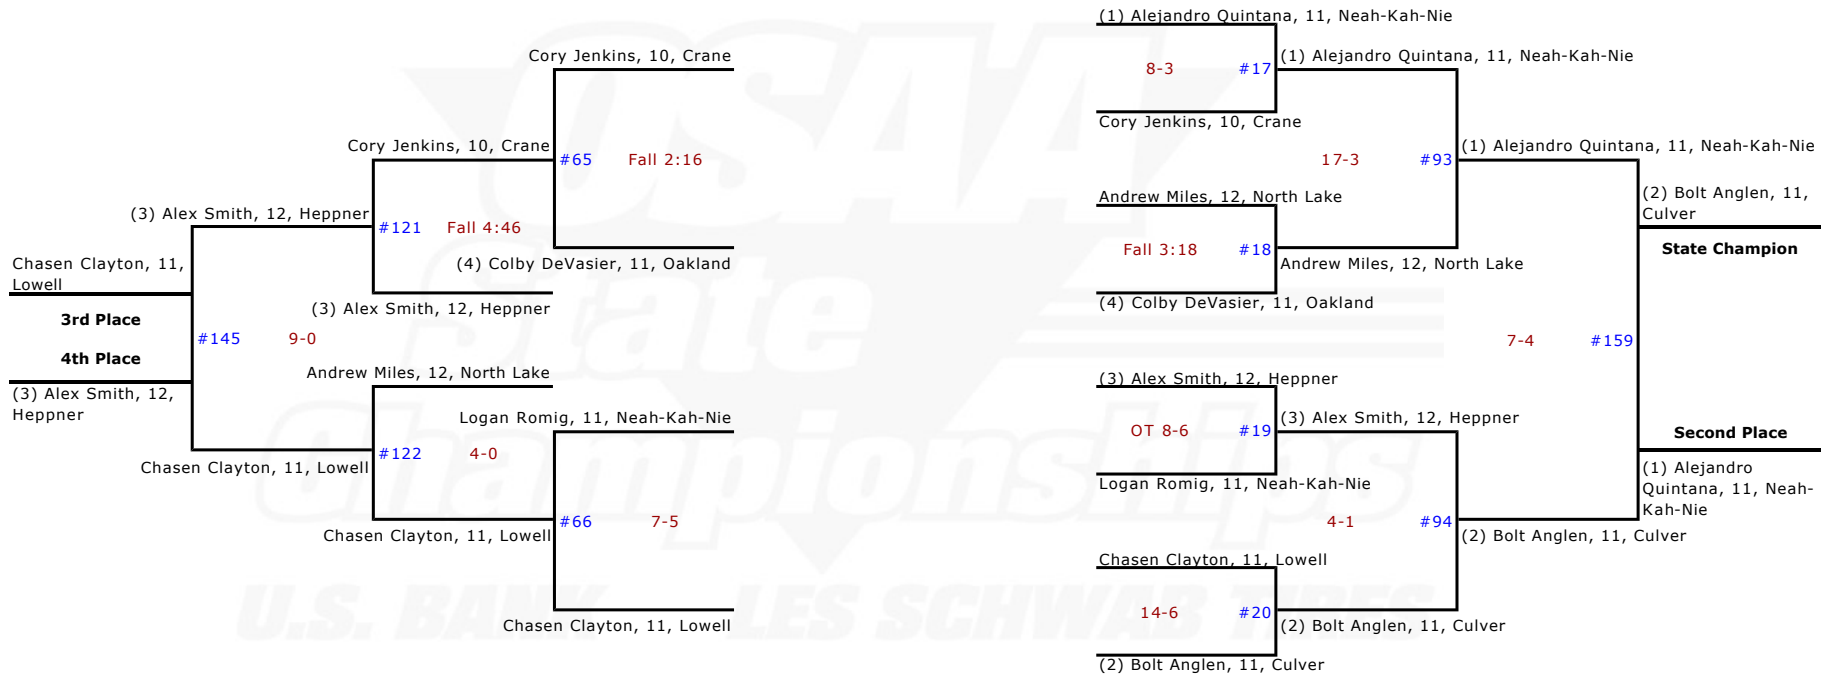 (1) Alejandro Quintana, 11, Neah-Kah-Nie
8-3 #17
Cory Jenkins, 10, Crane
(1) Alejandro Quintana, 11, Neah-Kah-Nie
17-3 #93
Andrew Miles, 12, North Lake
Fall 3:18 #18
(4) Colby DeVasier, 11, Oakland
Andrew Miles, 12, North Lake
(1) Alejandro Quintana, 11, Neah-Kah-Nie
7-4 #159
(3) Alex Smith, 12, Heppner
OT 8-6 #19
Logan Romig, 11, Neah-Kah-Nie
(3) Alex Smith, 12, Heppner
4-1 #94
Chasen Clayton, 11, Lowell
14-6 #20
(2) Bolt Anglen, 11, Culver
(2) Bolt Anglen, 11, Culver
(2) Bolt Anglen, 11, Culver
(2) Bolt Anglen, 11,
Culver
State Champion
Second Place
(1) Alejandro
Quintana, 11, Neah-
Kah-Nie
Cory Jenkins, 10, Crane
#65 Fall 2:16
(4) Colby DeVasier, 11, Oakland
Cory Jenkins, 10, Crane
#121 Fall 4:46
(3) Alex Smith, 12, Heppner
(3) Alex Smith, 12, Heppner
#145 9-0
Andrew Miles, 12, North Lake
#122 4-0
Logan Romig, 11, Neah-Kah-Nie
#66 7-5
Chasen Clayton, 11, Lowell
Chasen Clayton, 11, Lowell
Chasen Clayton, 11, Lowell
Chasen Clayton, 11,
Lowell
3rd Place
4th Place
(3) Alex Smith, 12,
Heppner
OSAA
State
Championships
U.S. BANK LES SCHWAB TIRES